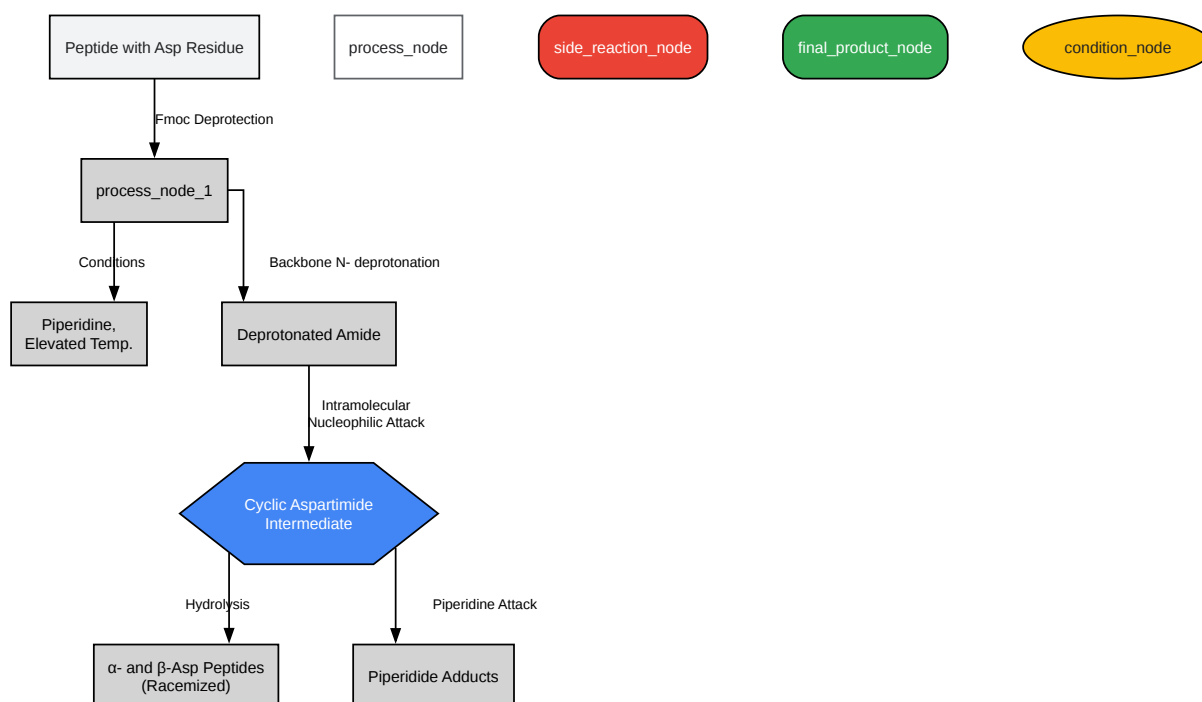 Peptide with Asp Residue
process_node
side_reaction_node
final_product_node
condition_node
Fmoc Deprotection
process_node_1
Conditions
Backbone N- deprotonation
Piperidine,
Elevated Temp.
Deprotonated Amide
Intramolecular
Nucleophilic Attack
Cyclic Aspartimide
Intermediate
Hydrolysis
Piperidine Attack
α- and β-Asp Peptides
(Racemized)
Piperidide Adducts